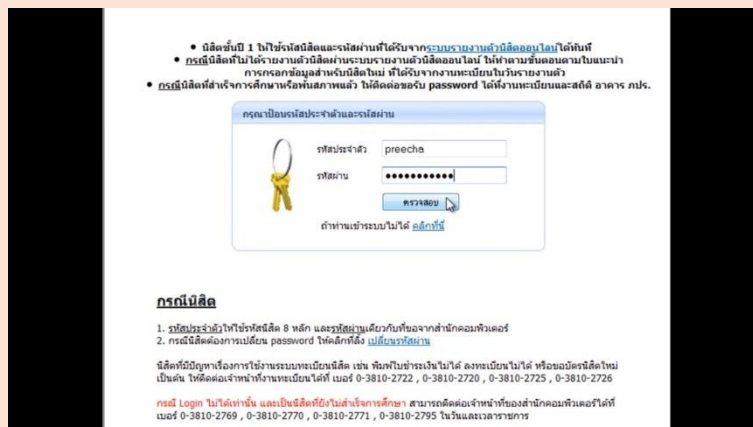 • นิสิตชั้นปี 1 ให้ใช้รหัสนิสิตและรหัสผ่านที่ได้รับจากระบบรายงานตัวนิสิตออนไลน์ได้ทันที
• กรณีนิสิตที่ไม่ได้รายงานตัวนิสิตผ่านระบบรายงานตัวนิสิตออนไลน์ ให้ทำตามขั้นตอนตามใบแนะนำ
การกรอกข้อมูลสำหรับนิสิตใหม่ ที่ได้รับจากงานทะเบียนในวันรายงานตัว
• กรณีนิสิตที่สำเร็จการศึกษาหรือพ้นสภาพแล้ว ให้ติดต่อขอรับ password ได้ที่งานทะเบียนและสถิติ อาคาร ภปร.
กรุณาป้อนรหัสประจำตัวและรหัสผ่าน
รหัสประจำตัว preecha
รหัสผ่าน •••••••••••
ตรวจสอบ
ถ้าท่านเข้าระบบไม่ได้ คลิกที่นี่
กรณีนิสิต
1. รหัสประจำตัวให้ใช้รหัสนิสิต 8 หลัก และรหัสผ่านเดียวกับที่ขอจากสำนักคอมพิวเตอร์
2. กรณีนิสิตต้องการเปลี่ยน password ให้คลิกที่ลิ้ง เปลี่ยนรหัสผ่าน
นิสิตที่มีปัญหาเรื่องการใช้งานระบบทะเบียนนิสิต เช่น พิมพ์ใบชำระเงินไม่ได้ ลงทะเบียนไม่ได้ หรือขอบัตรนิสิตใหม่
เป็นต้น ให้ติดต่อเจ้าหน้าที่งานทะเบียนได้ที่ เบอร์ 0-3810-2722 , 0-3810-2720 , 0-3810-2725 , 0-3810-2726
กรณี Login ไม่ได้เท่านั้น และเป็นนิสิตที่ยังไม่สำเร็จการศึกษา สามารถติดต่อเจ้าหน้าที่ของสำนักคอมพิวเตอร์ได้ที่
เบอร์ 0-3810-2769 , 0-3810-2770 , 0-3810-2771 , 0-3810-2795 ในวันและเวลาราชการ